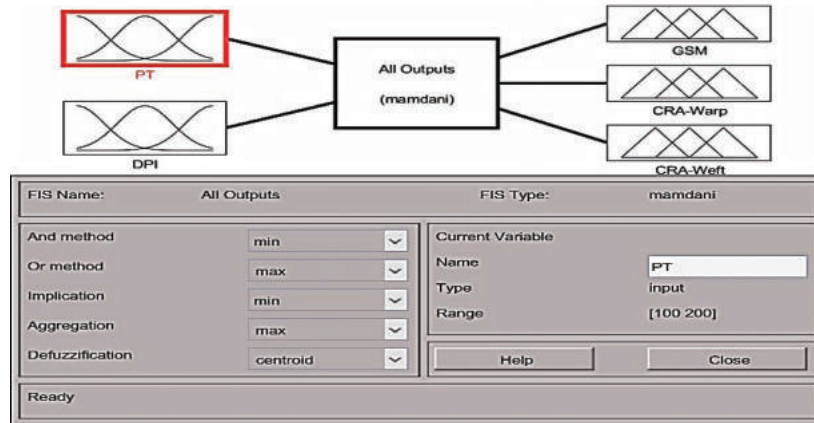 PT
DPI
All Outputs
(mamdani)
GSM
CRA-Warp
CRA-Weft
FIS Name: All Outputs FIS Type: mamdani
And method min
Or method max
Implication min
Aggregation max
Defuzzification centroid
Current Variable
Name PT
Type input
Range [100 200]
Help Close
Ready